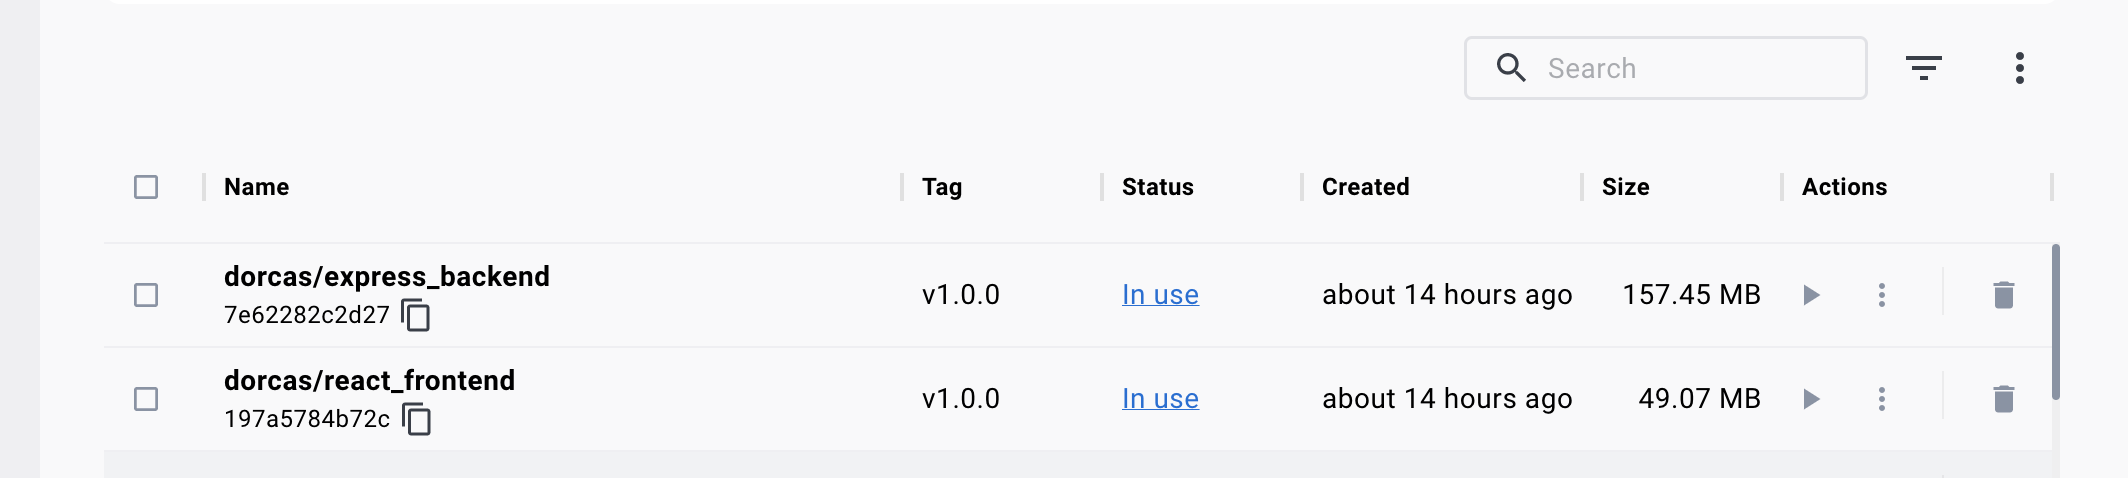 Search
Name Tag Status Created Size Actions
dorcas/express_backend
7e62282c2d27
v1.0.0 In use about 14 hours ago 157.45 MB
dorcas/react_frontend
197a5784b72c
v1.0.0 In use about 14 hours ago 49.07 MB